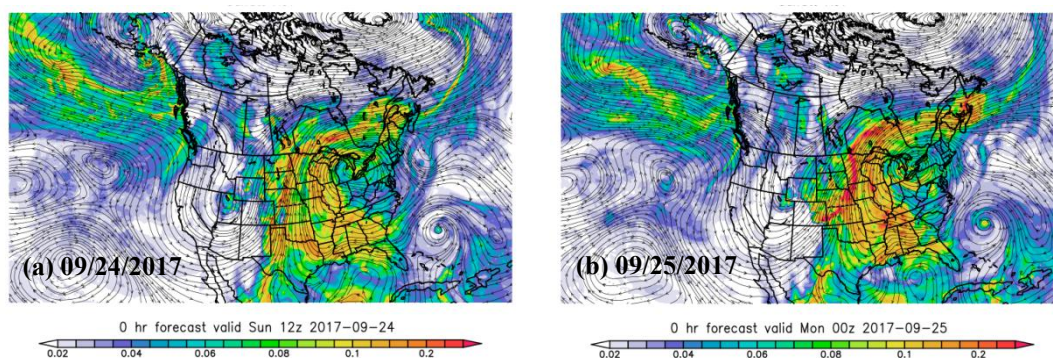 (a) 09/24/2017
0 hr forecast valid Sun 12z 2017-09-24
0.02 0.04 0.06 0.08 0.1 0.2
(b) 09/25/2017
0 hr forecast valid Mon 00z 2017-09-25
0.02 0.04 0.06 0.08 0.1 0.2